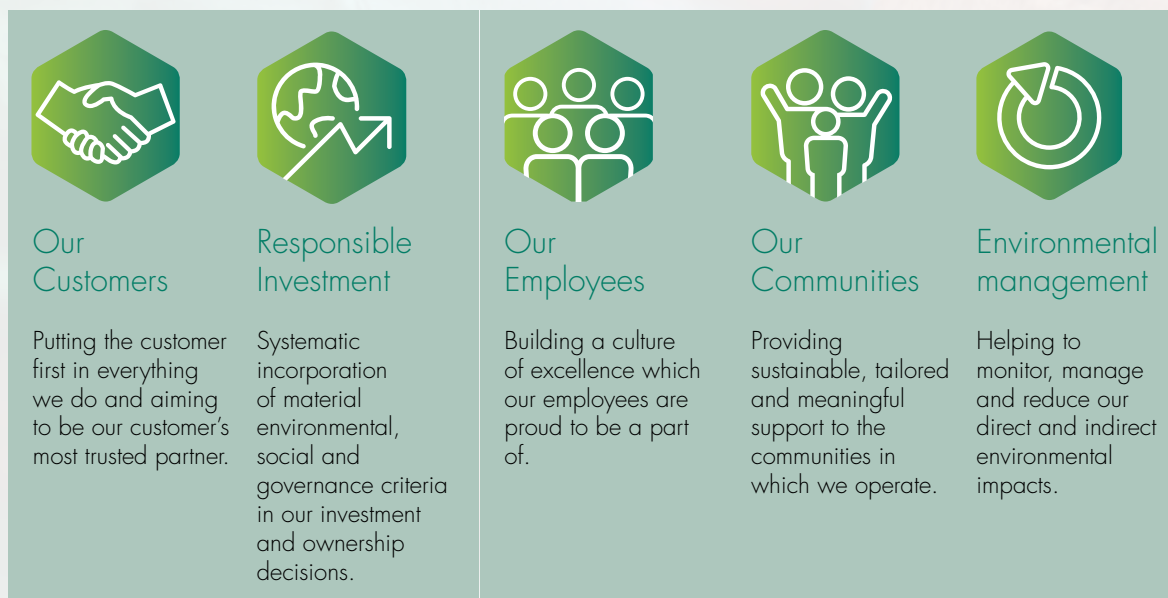 Our
Customers
Putting the customer
first in everything
we do and aiming
to be our customer's
most trusted partner.
Responsible
Investment
Systematic
incorporation
of material
environmental,
social and
governance criteria
in our investment
and ownership
decisions.
Our
Employees
Building a culture
of excellence which
our employees are
proud to be a part
of.
Our
Communities
Providing
sustainable, tailored
and meaningful
support to the
communities in
which we operate.
Environmental
management
Helping to
monitor, manage
and reduce our
direct and indirect
environmental
impacts.